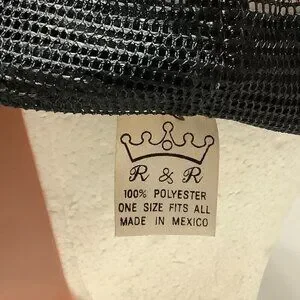 R & R
100% POLYESTER
ONE SIZE FITS ALL
MADE IN MEXICO